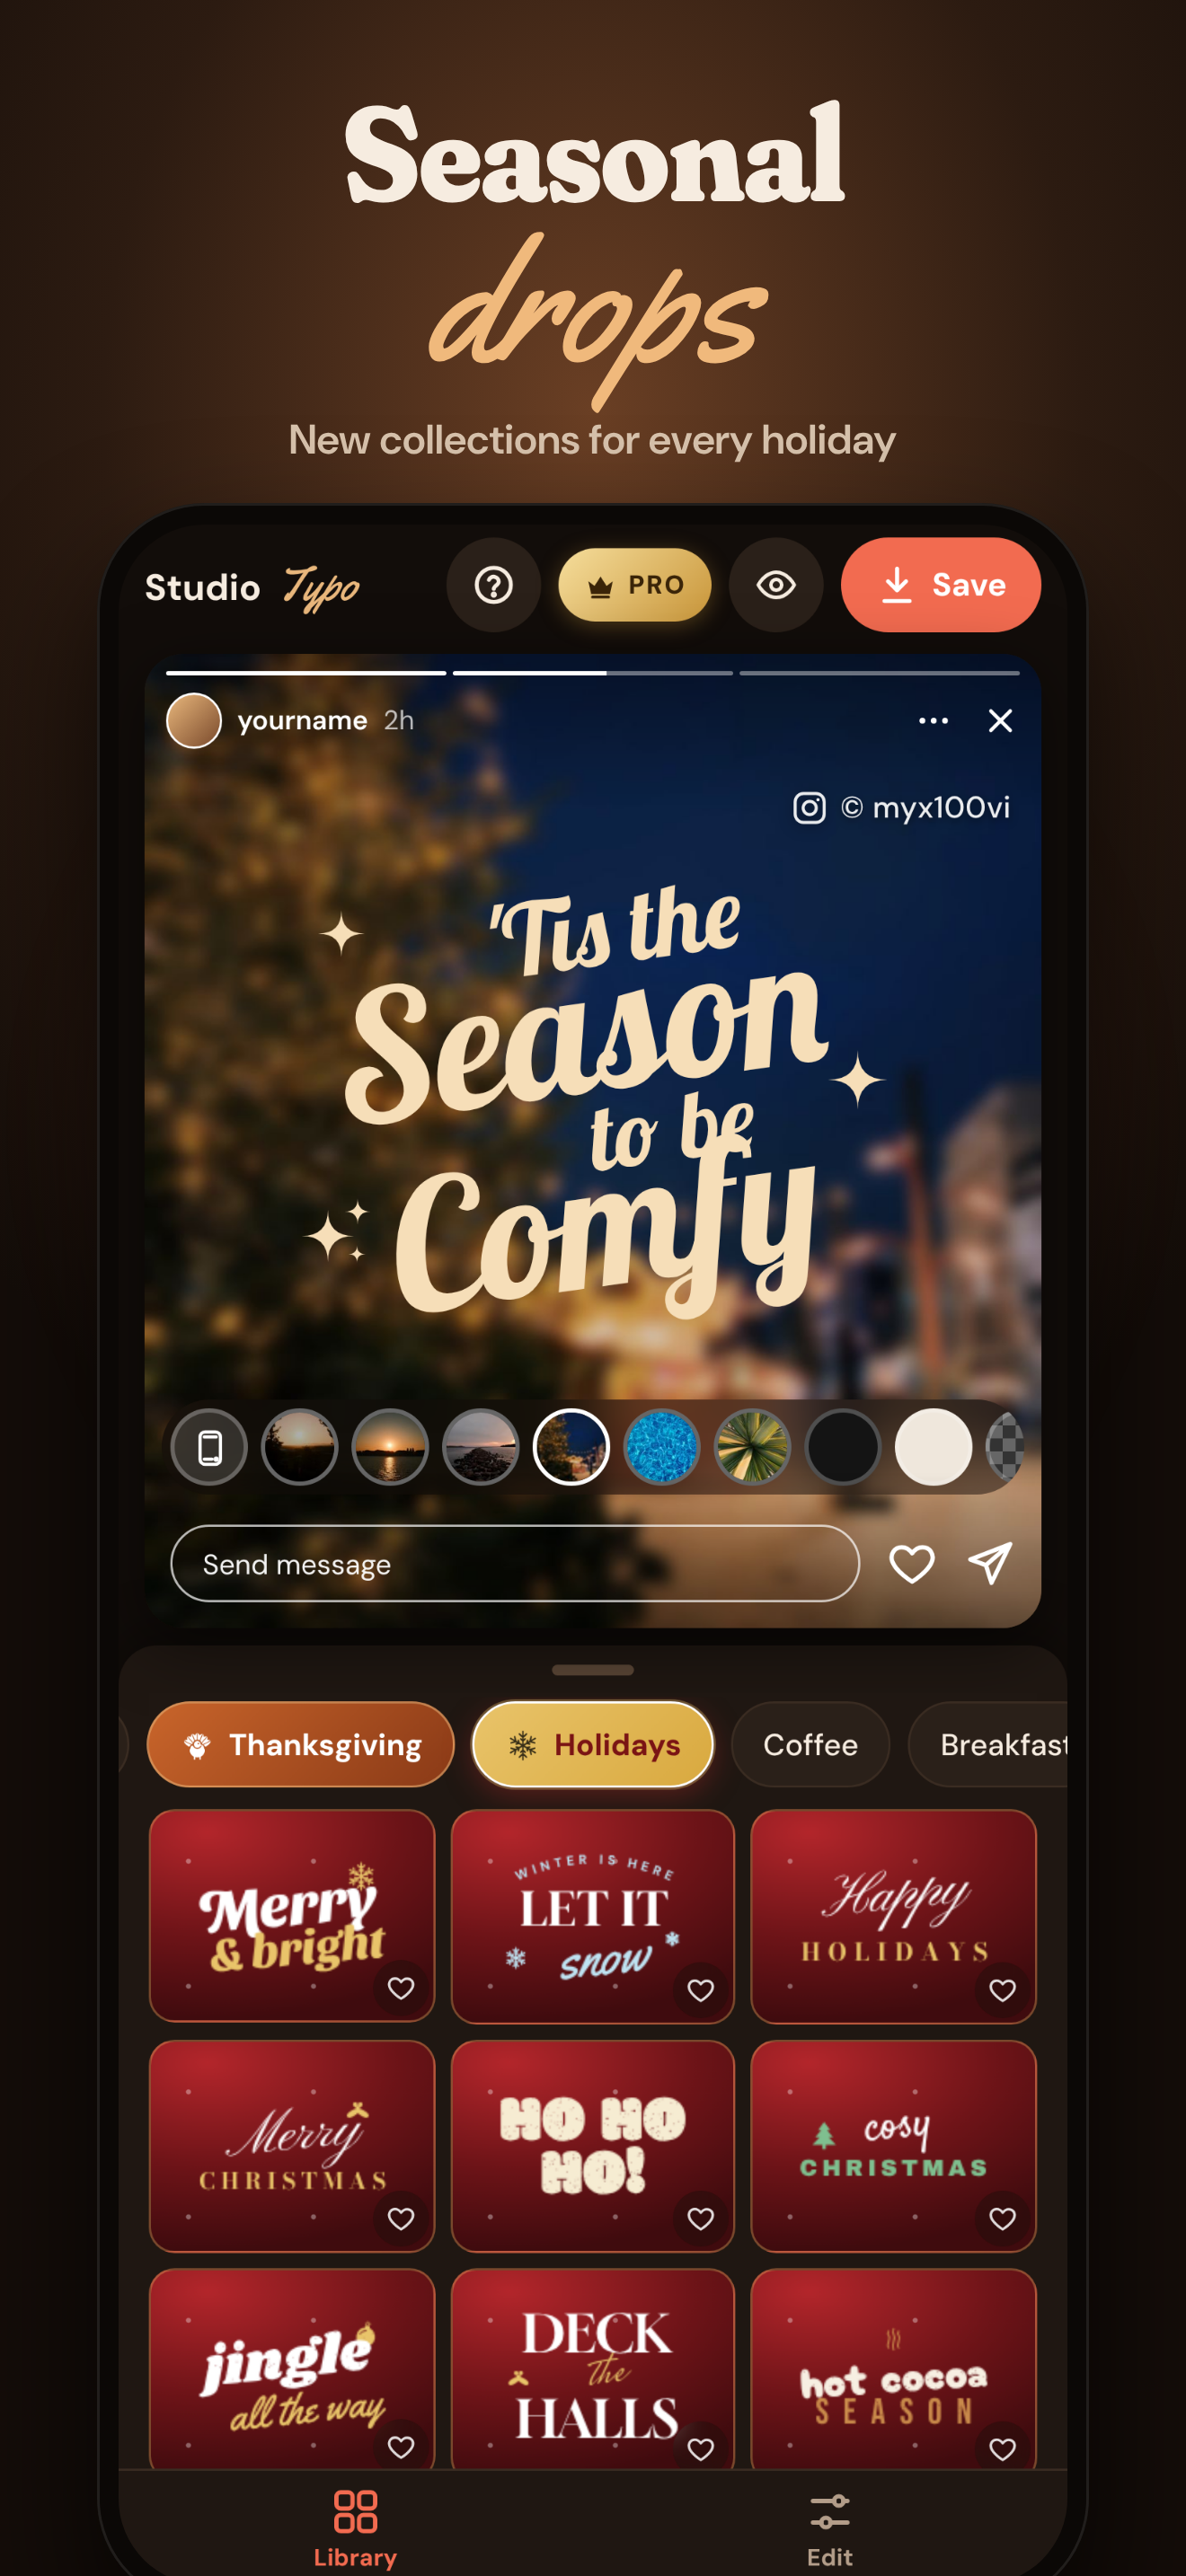 Seasonal
drops
New collections for every holiday
Studio Typo
PRO
Save
yourname 2h
© myx100vi
'Tis the
Season
to be
Comfy
Send message
Thanksgiving
Holidays
Coffee
Breakfast
Merry
& bright
WINTER IS HERE
LET IT
snow
Happy
HOLIDAYS
Merry
CHRISTMAS
HO HO
HO!
cosy
CHRISTMAS
jingle
all the way
DECK
The
HALLS
hot cocoa
SEASON
Library
Edit